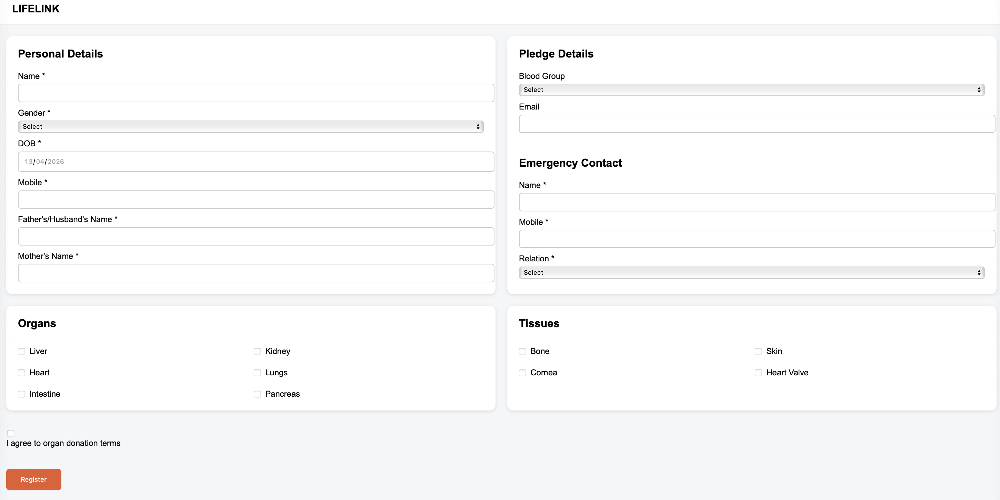 LIFELINK
Personal Details
Name *
Gender *
Select
DOB *
13/04/2026
Mobile *
Father's/Husband's Name *
Mother's Name *
Pledge Details
Blood Group
Select
Email
Emergency Contact
Name *
Mobile *
Relation *
Select
Organs
Liver
Kidney
Heart
Lungs
Intestine
Pancreas
Tissues
Bone
Skin
Cornea
Heart Valve
I agree to organ donation terms
Register